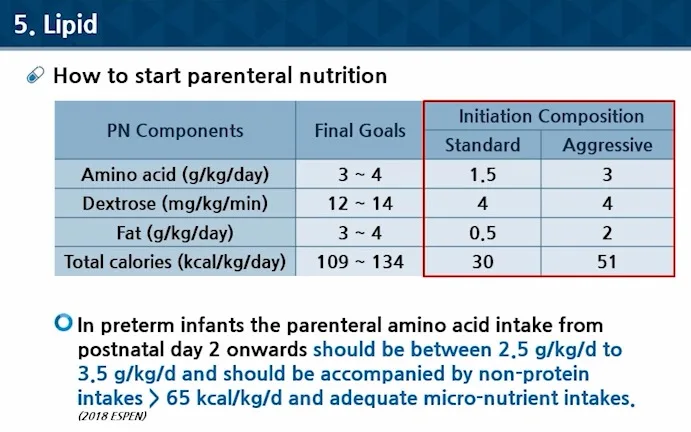 5. Lipid
How to start parenteral nutrition
PN Components Final Goals Initiation Composition
Standard Aggressive
Amino acid (g/kg/day) 3 ~ 4 1.5 3
Dextrose (mg/kg/min) 12 ~ 14 4 4
Fat (g/kg/day) 3 ~ 4 0.5 2
Total calories (kcal/kg/day) 109 ~ 134 30 51
In preterm infants the parenteral amino acid intake from
postnatal day 2 onwards should be between 2.5 g/kg/d to
3.5 g/kg/d and should be accompanied by non-protein
intakes > 65 kcal/kg/d and adequate micro-nutrient intakes.
(2018 ESPEN)